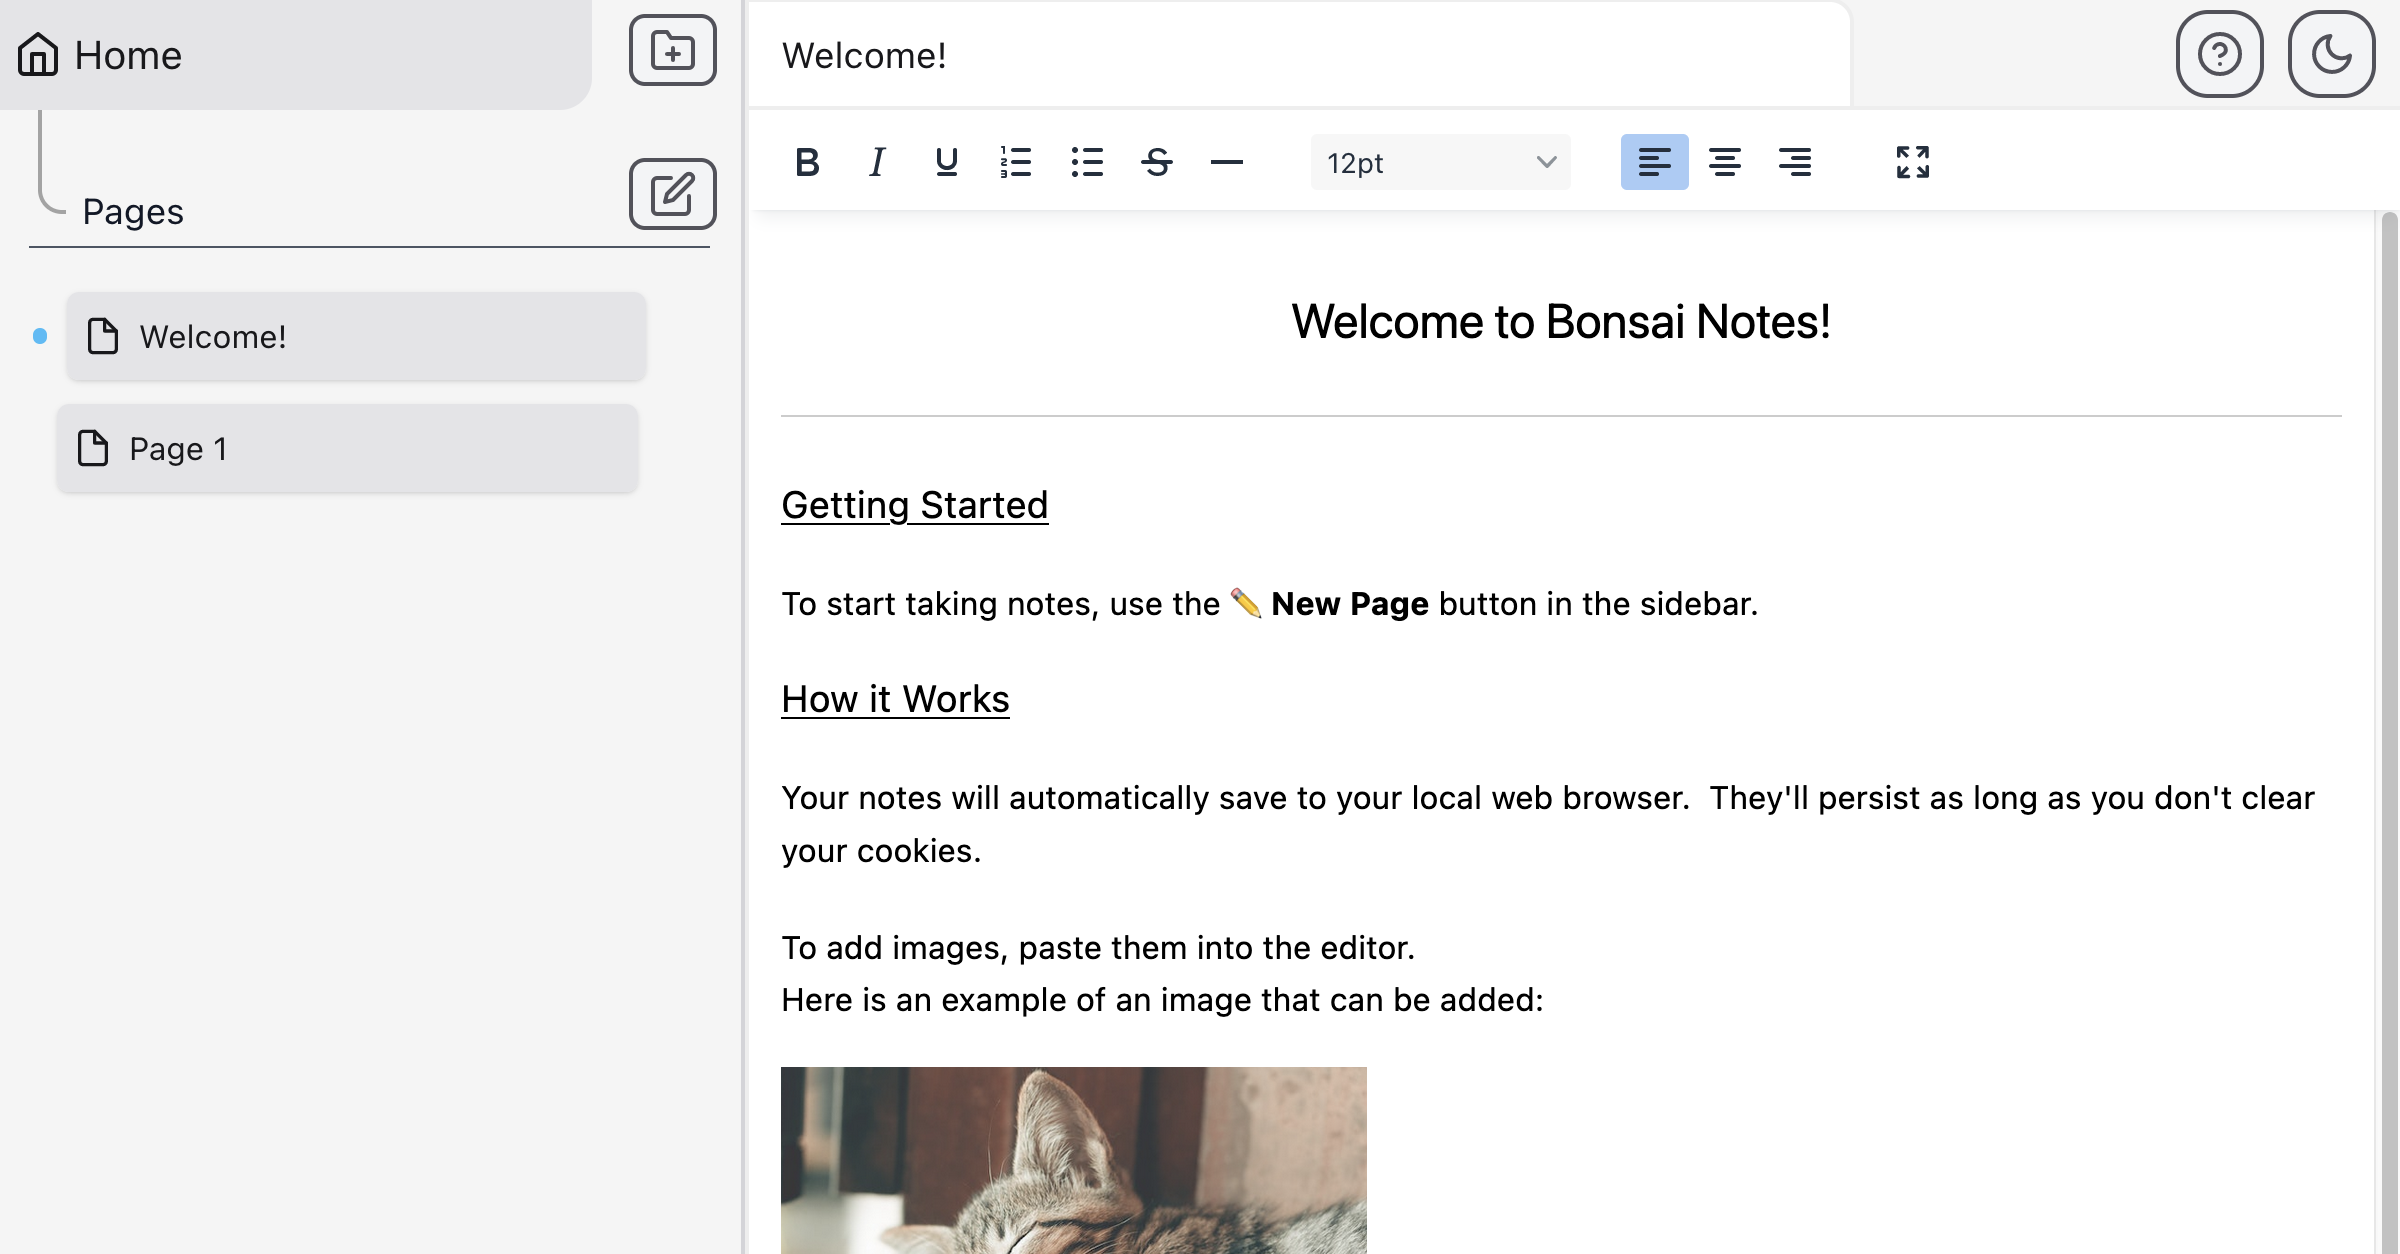 Home
Welcome!
12pt
Pages
Welcome!
Page 1
Welcome to Bonsai Notes!
Getting Started
To start taking notes, use the ✏️ New Page button in the sidebar.
How it Works
Your notes will automatically save to your local web browser.  They'll persist as long as you don't clear
your cookies.
To add images, paste them into the editor.
Here is an example of an image that can be added: